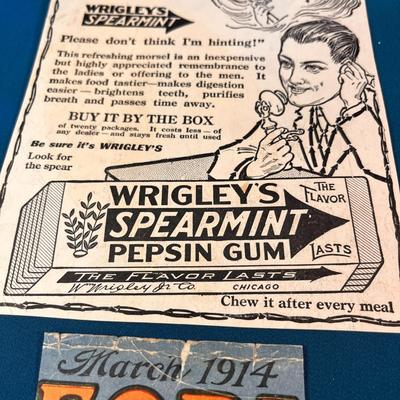 WRIGLEY'S
SPEARMINT
Please don't think I'm hinting!"
This refreshing morsel is an inexpensive
but highly appreciated remembrance to
the ladies or offering to the men. It
makes food tastier—makes digestion
easier — brightens teeth, purifies
breath and passes time away.
BUY IT BY THE BOX
of twenty packages. It costs less—of
any dealer—and stays fresh until used
Be sure it's WRIGLEY'S
Look for
the spear
WRIGLEY'S
SPEARMINT
PEPSIN GUM
THE FLAVOR LASTS
THE
FLAVOR
LASTS
Wm Wrigley Jr. Co.
CHICAGO
Chew it after every meal
March 1914